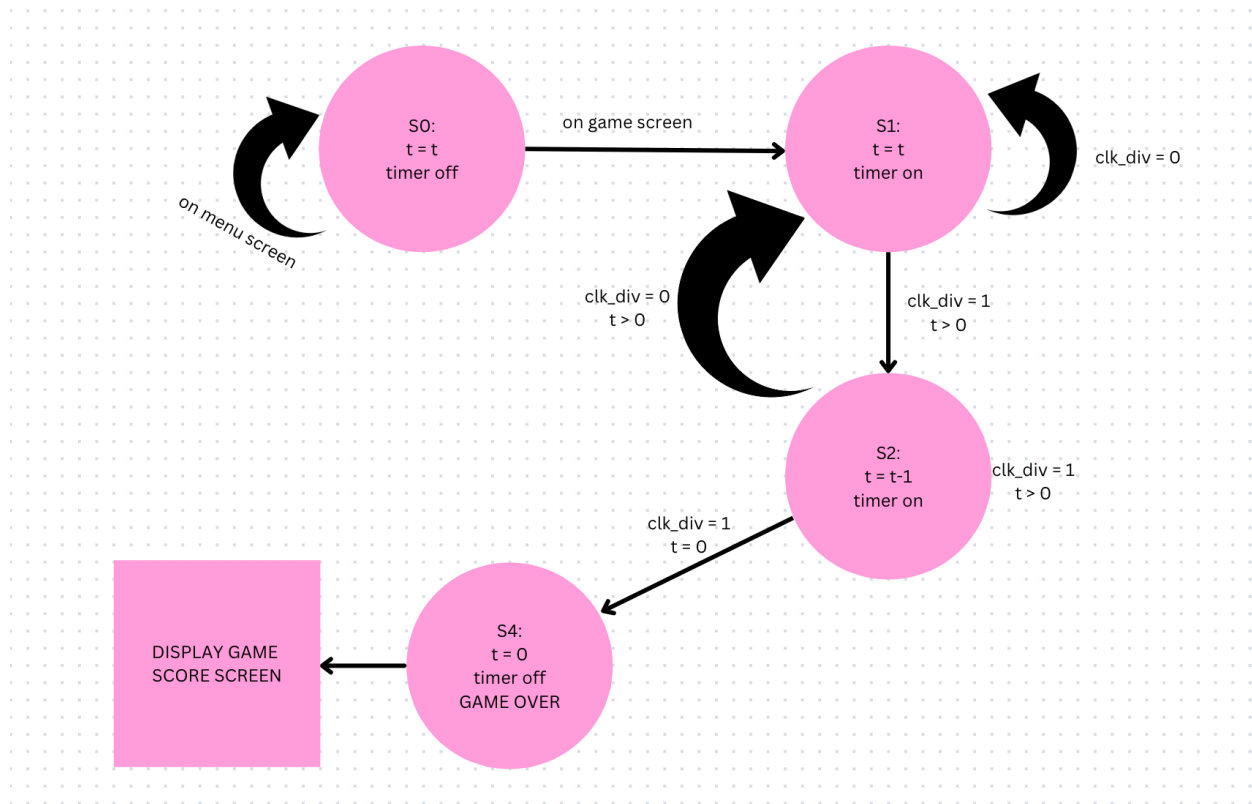 S0:
t = t
timer off
on game screen
S1:
t = t
timer on
clk_div = 0
on menu screen
clk_div = 0
t > 0
clk_div = 1
t > 0
S2:
t = t-1
timer on
clk_div = 1
t > 0
clk_div = 1
t = 0
S4:
t = 0
timer off
GAME OVER
DISPLAY GAME
SCORE SCREEN